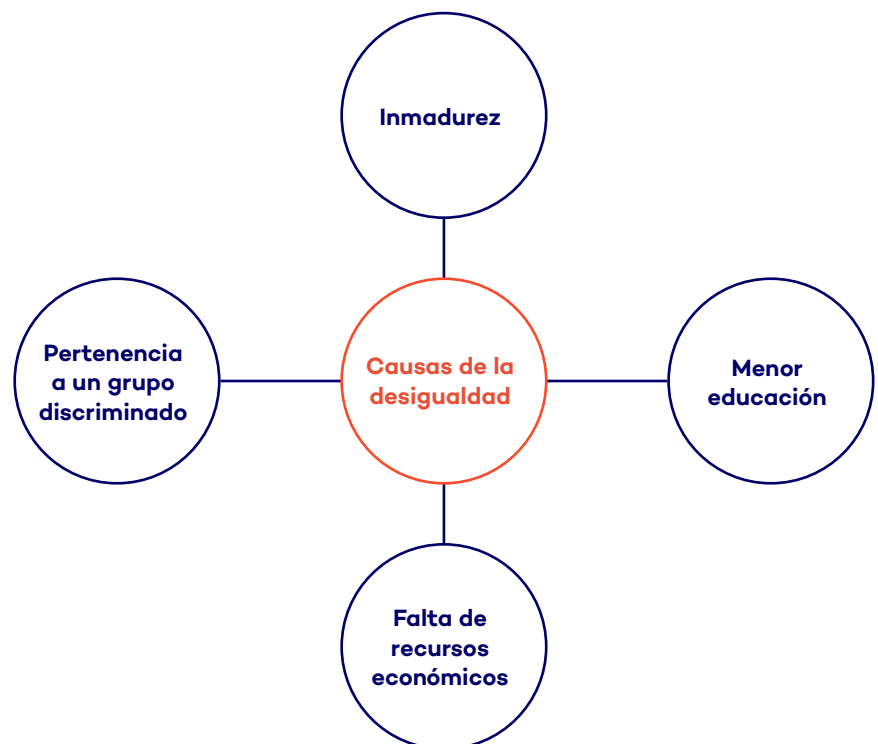 Inmadurez
Pertenencia
a un grupo
discriminado
Causas de la
desigualdad
Menor
educación
Falta de
recursos
económicos